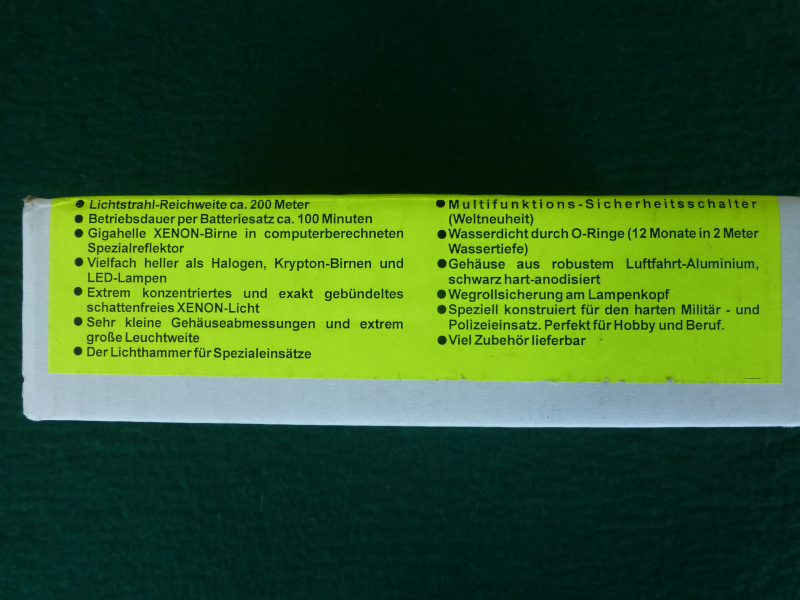 ● Lichtstrahl-Reichweite ca. 200 Meter
● Betriebsdauer per Batteriesatz ca. 100 Minuten
● Gigahelle XENON-Birne in computerberechneten
Spezialreflektor
● Vielfach heller als Halogen, Krypton-Birnen und
LED-Lampen
● Extrem konzentriertes und exakt gebündeltes
schattenfreies XENON-Licht
● Sehr kleine Gehäuseabmessungen und extrem
große Leuchtweite
● Der Lichthammer für Spezialeinsätze
● Multifunktions-Sicherheitsschalter
(Weltneuheit)
● Wasserdicht durch O-Ringe (12 Monate in 2 Meter
Wassertiefe)
● Gehäuse aus robustem Luftfahrt-Aluminium,
schwarz hart-anodisiert
● Wegrollsicherung am Lampenkopf
● Speziell konstruiert für den harten Militär - und
Polizeieinsatz. Perfekt für Hobby und Beruf.
● Viel Zubehör lieferbar